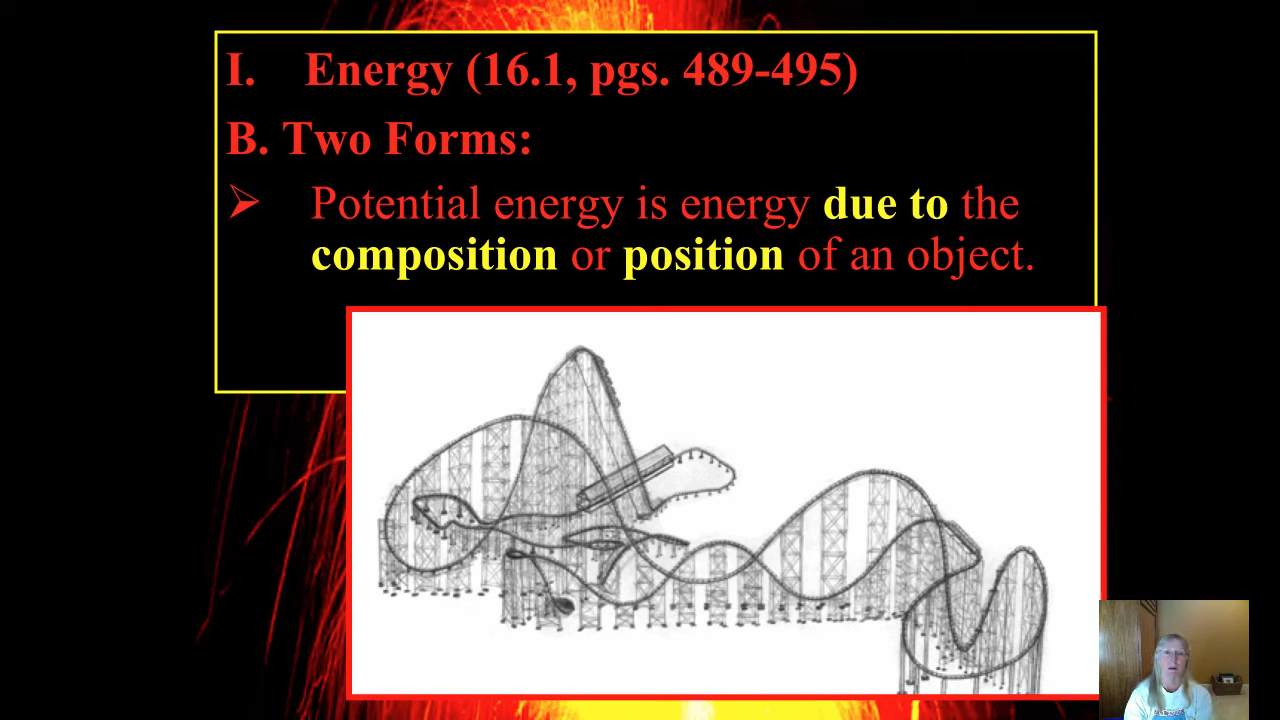 I. Energy (16.1, pgs. 489-495)
B. Two Forms:
➢ Potential energy is energy due to the
composition or position of an object.